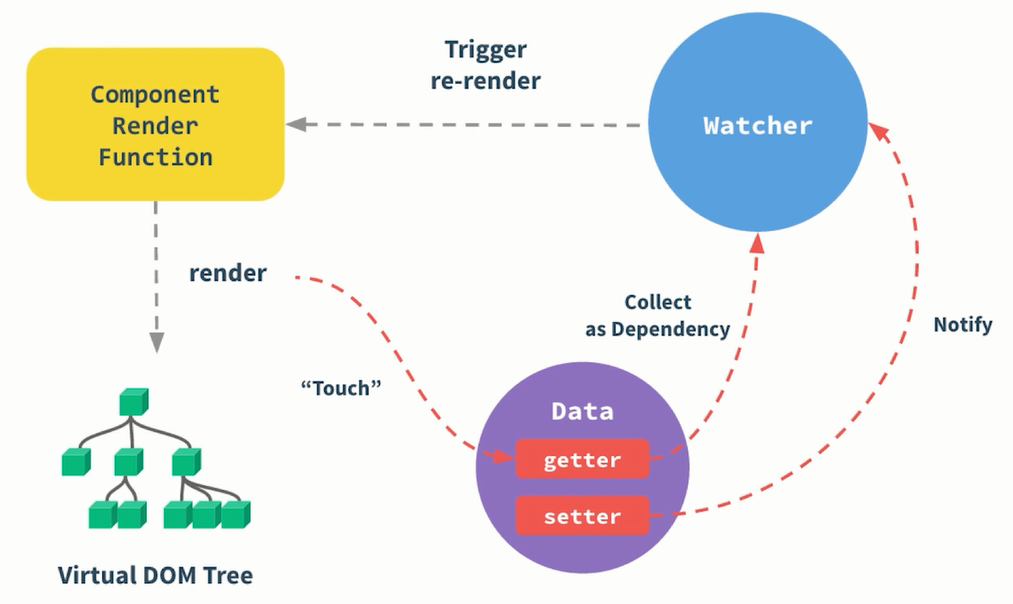 Component
Render
Function
Trigger
re-render
Watcher
render
“Touch”
Collect
as Dependency
Notify
Data
getter
setter
Virtual DOM Tree